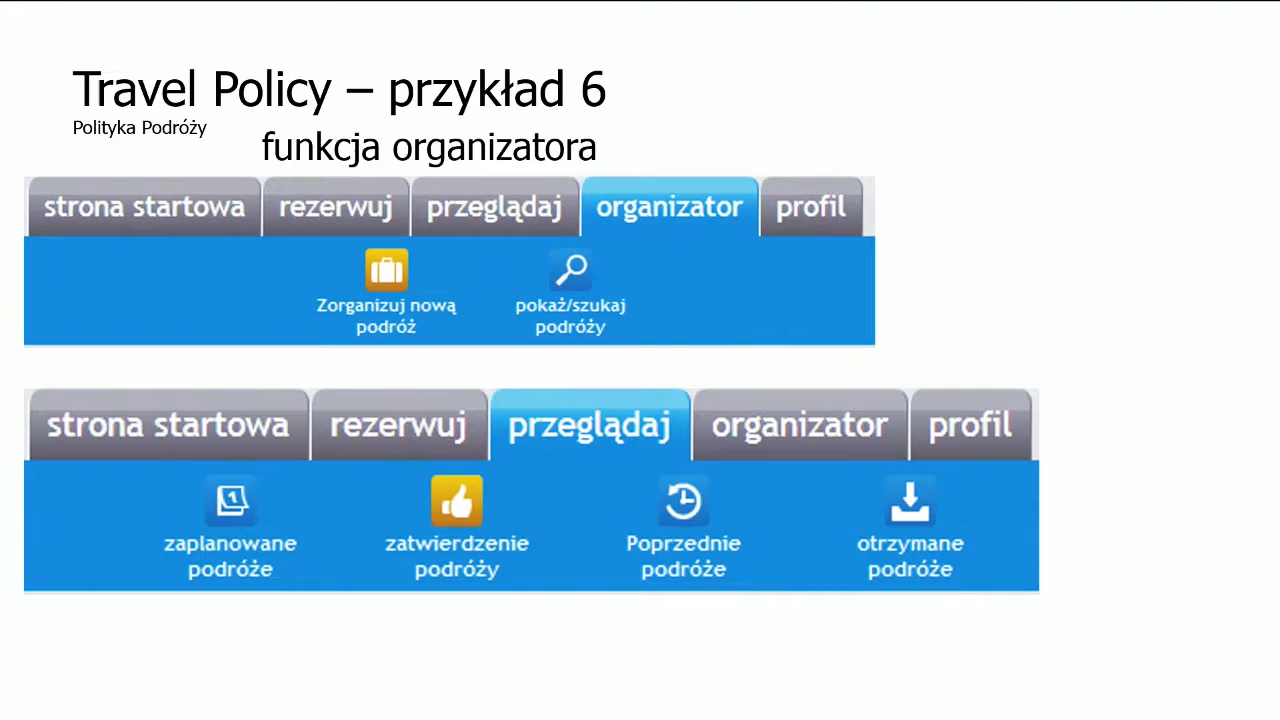 Travel Policy – przykład 6
Polityka Podróży
funkcja organizatora
strona startowa rezerwuj przeglądaj organizator profil
Zorganizuj nową pokaż/szukaj
podróż podróży
strona startowa rezerwuj przeglądaj organizator profil
zaplanowane zatwierdzenie Poprzednie otrzymane
podróże podróży podróże podróże